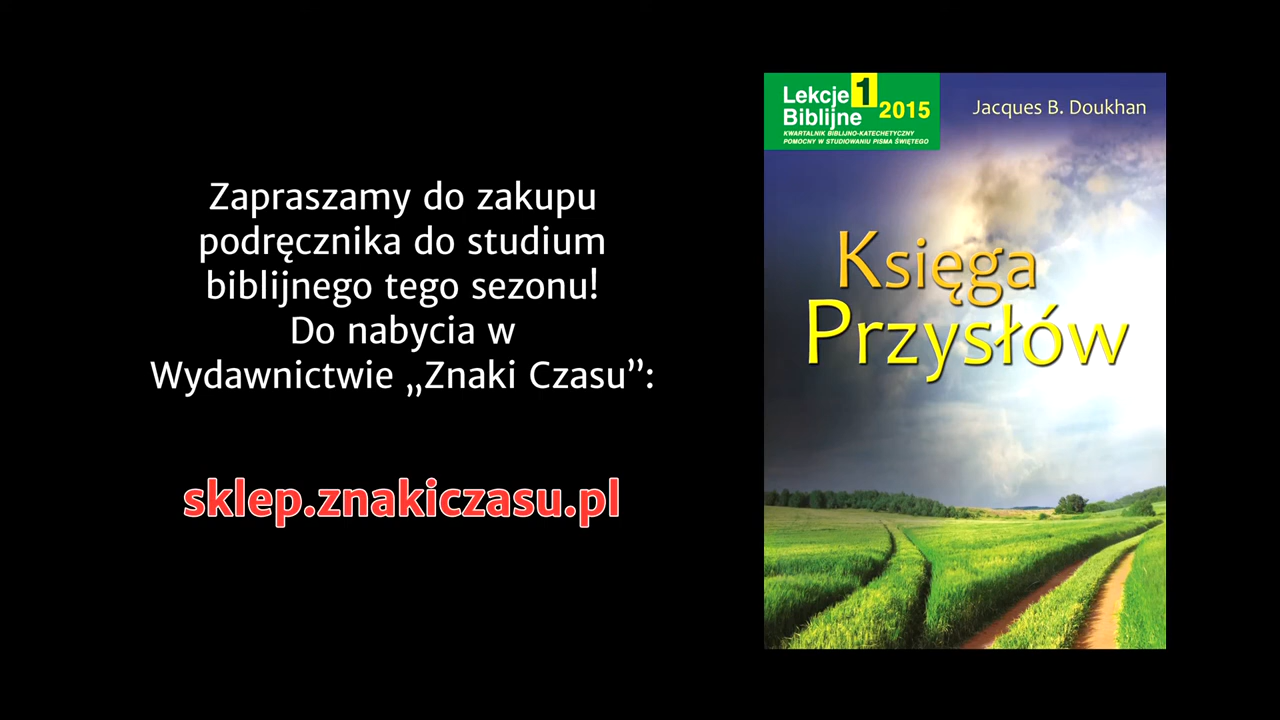 Zapraszamy do zakupu
podręcznika do studium
biblijnego tego sezonu!
Do nabycia w
Wydawnictwie „Znaki Czasu”:
sklep.znakiczasu.pl
Lekcje 1 2015
Biblijne
KWARTALNIK BIBLIJNO-KATECHETYCZNY
POMOCNY W STUDIOWANIU PISMA ŚWIĘTEGO
Jacques B. Doukhan
Księga
Przysłów